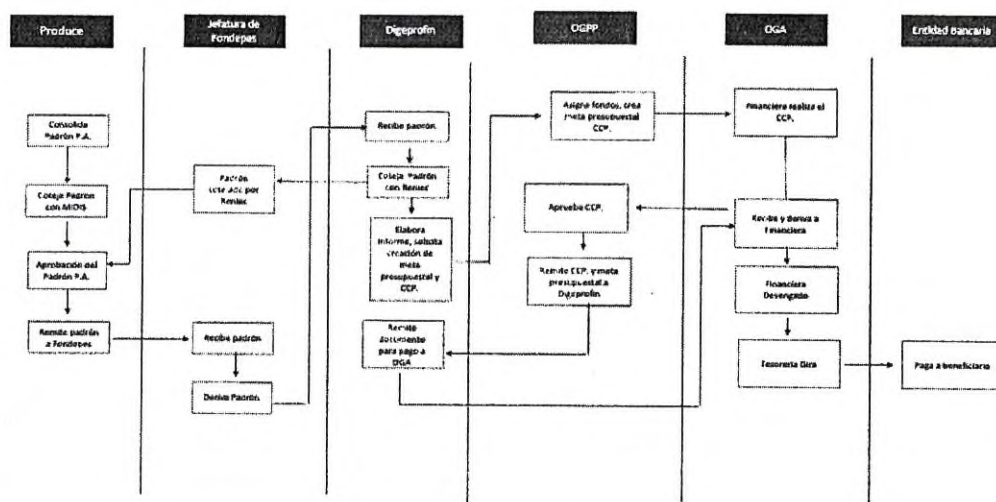 Produce
Jefatura de
Fondepes
Digeprofin
OGPP
OGA
Entidad Bancaria
Consolida
Padrón P.A.
Coteja Padrón
con MIDIS
Aprobación del
Padrón P.A.
Remite padrón
a Fondepes
Padrón
cotejado por
Reniec
Recibe padrón
Deriva Padrón
Recibe padrón
Coteja Padrón
con Reniec
Elabora
informe, solicita
creación de
meta
presupuestal y
CCP.
Remite
documento
para pago a
OGA
Asigna fondos, crea
meta presupuestal
CCP.
Aprueba CCP.
Remite CCP. y meta
presupuestal a
Digeprofin
Financiera realiza el
CCP.
Recibe y deriva a
Financiera
Financiera
Devengado
Tesorería Gira
Paga a beneficiario